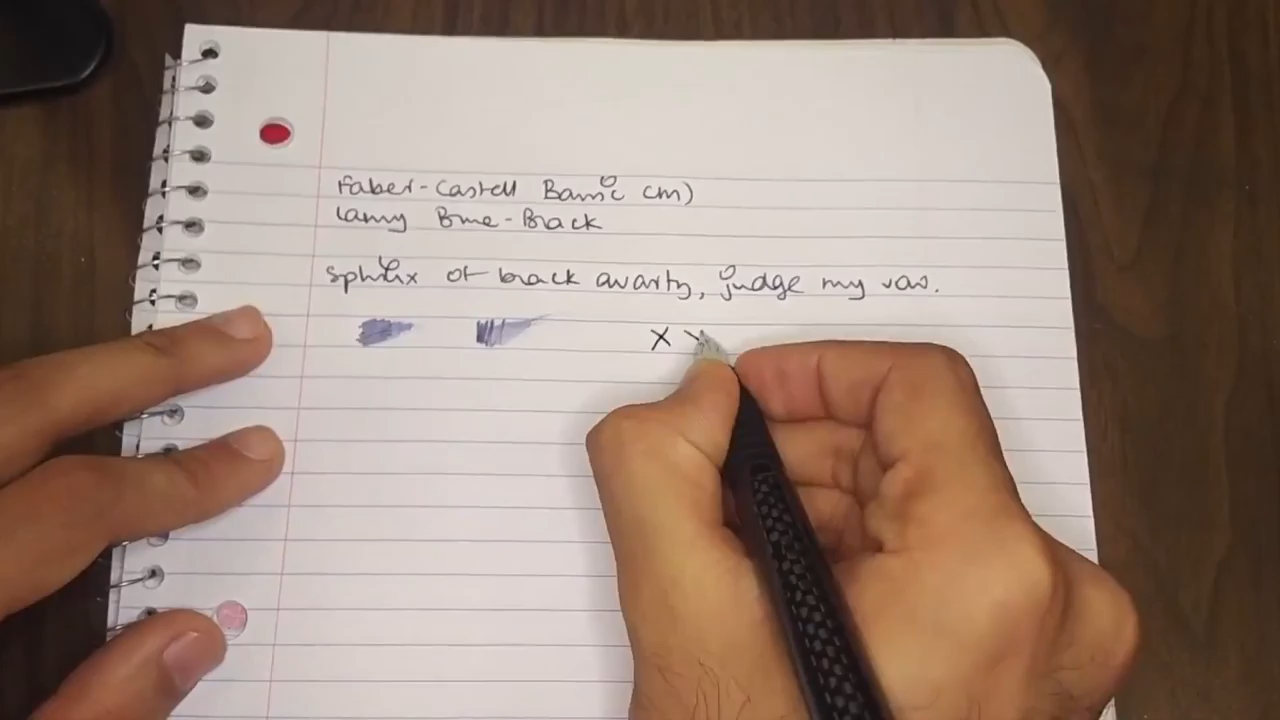 Faber-Castell Basic (M)
Lamy Blue-Black
Sphinx of black quartz, judge my vow.
X